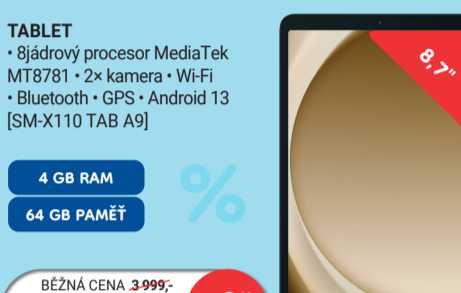 TABLET
• 8jádrový procesor MediaTek
MT8781 • 2× kamera • Wi-Fi
• Bluetooth • GPS • Android 13
[SM-X110 TAB A9]
8,7"
4 GB RAM
64 GB PAMĚŤ
%
BĚŽNÁ CENA 3 999,-